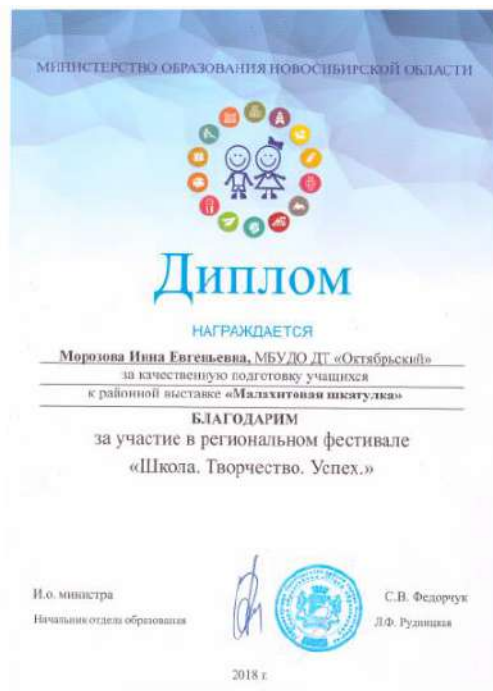 МИНИСТЕРСТВО ОБРАЗОВАНИЯ НОВОСИБИРСКОЙ ОБЛАСТИ
Диплом
НАГРАЖДАЕТСЯ
Морозова Инна Евгеньевна, МБУДО ДТ «Октябрьский»
за качественную подготовку учащихся
к районной выставке «Малахитовая шкатулка»
БЛАГОДАРИМ
за участие в региональном фестивале
«Школа. Творчество. Успех.»
И.о. министра
С.В. Федорчук
Начальник отдела образования
Л.Ф. Рудницкая
2018 г.